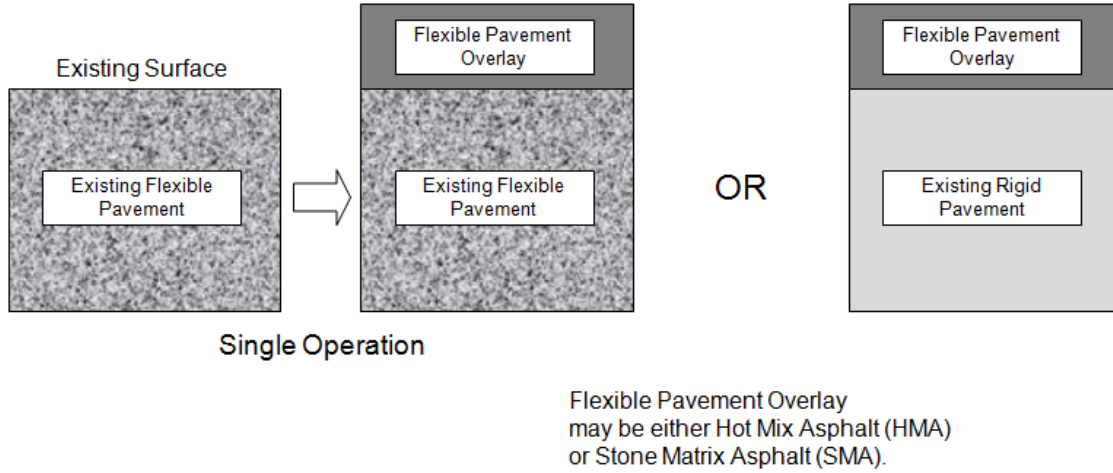 Existing Surface
Existing Flexible
Pavement
Flexible Pavement
Overlay
Existing Flexible
Pavement
OR
Flexible Pavement
Overlay
Existing Rigid
Pavement
Single Operation
Flexible Pavement Overlay
may be either Hot Mix Asphalt (HMA)
or Stone Matrix Asphalt (SMA).